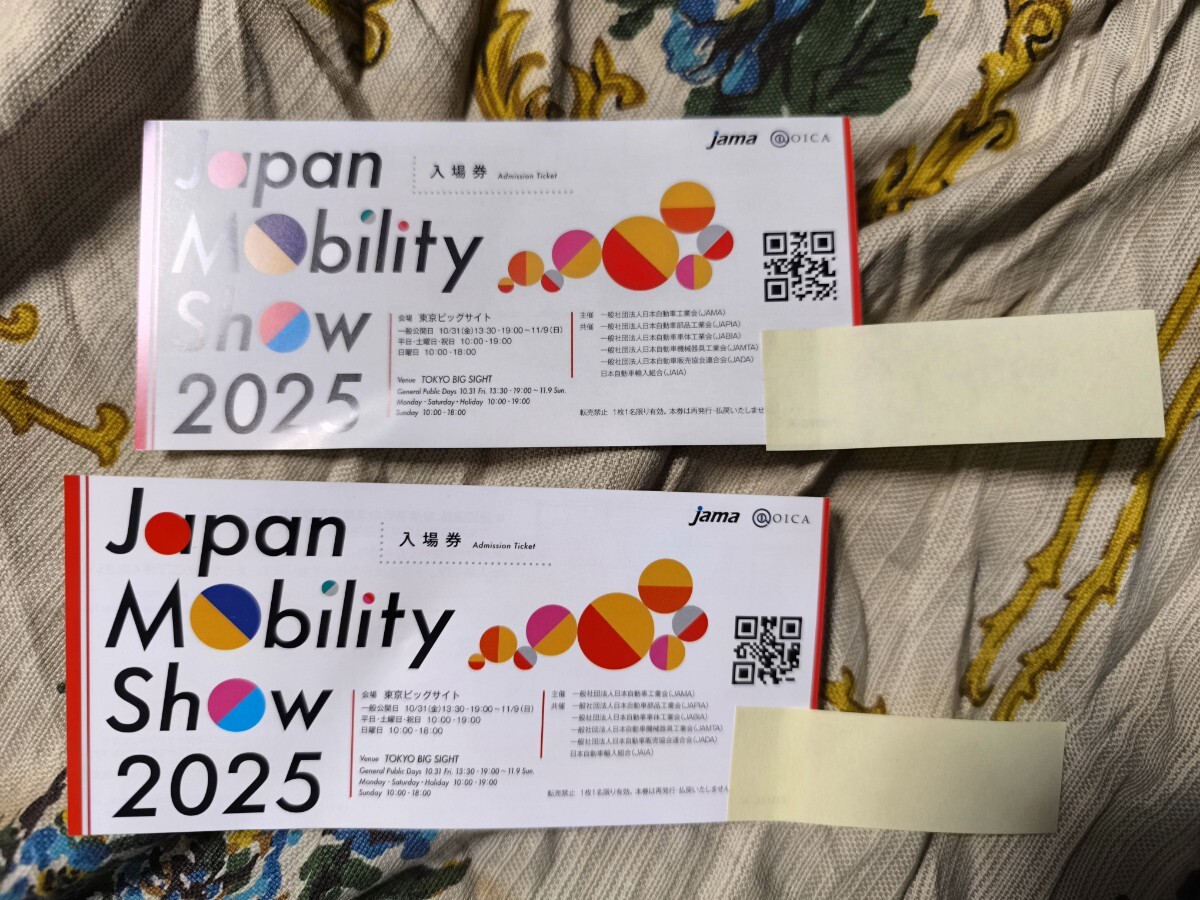 Japan
Mobility
Show
2025
入場券 Admission Ticket
jama OICA
会場 東京ビッグサイト
一般公開日 10/31(金)13:30-19:00〜11/9(日)
平日・土曜日・祝日 10:00-19:00
日曜日 10:00-18:00
Venue TOKYO BIG SIGHT
General Public Days 10.31 Fri. 13:30-19:00〜11.9 Sun.
Monday・Saturday・Holiday 10:00-19:00
Sunday 10:00-18:00
主催 一般社団法人日本自動車工業会(JAMA)
共催 一般社団法人日本自動車部品工業会(JAPIA)
一般社団法人日本自動車車体工業会(JABIA)
一般社団法人日本自動車機械器具工業会(JAMTA)
一般社団法人日本自動車販売協会連合会(JADA)
日本自動車輸入組合(JAIA)
転売禁止 1枚1名限り有効。本券は再発行・払戻いたしませ
Japan
Mobility
Show
2025
入場券 Admission Ticket
jama OICA
会場 東京ビッグサイト
一般公開日 10/31(金)13:30-19:00〜11/9(日)
平日・土曜日・祝日 10:00-19:00
日曜日 10:00-18:00
Venue TOKYO BIG SIGHT
General Public Days 10.31 Fri. 13:30-19:00〜11.9 Sun.
Monday・Saturday・Holiday 10:00-19:00
Sunday 10:00-18:00
主催 一般社団法人日本自動車工業会(JAMA)
共催 一般社団法人日本自動車部品工業会(JAPIA)
一般社団法人日本自動車車体工業会(JABIA)
一般社団法人日本自動車機械器具工業会(JAMTA)
一般社団法人日本自動車販売協会連合会(JADA)
日本自動車輸入組合(JAIA)
転売禁止 1枚1名限り有効。本券は再発行・払戻いたしません